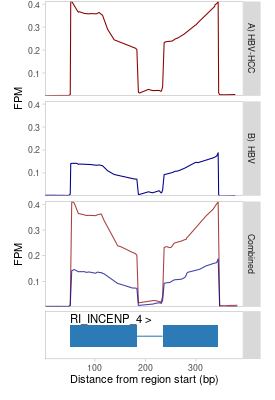 0.4
0.3
0.2
0.1
A) HBV-HCC
FPM
0.4
0.3
0.2
0.1
B) HBV
0.4
0.3
0.2
0.1
Combined
FPM
RI_INCENP_4 >
100
200
300
Distance from region start (bp)